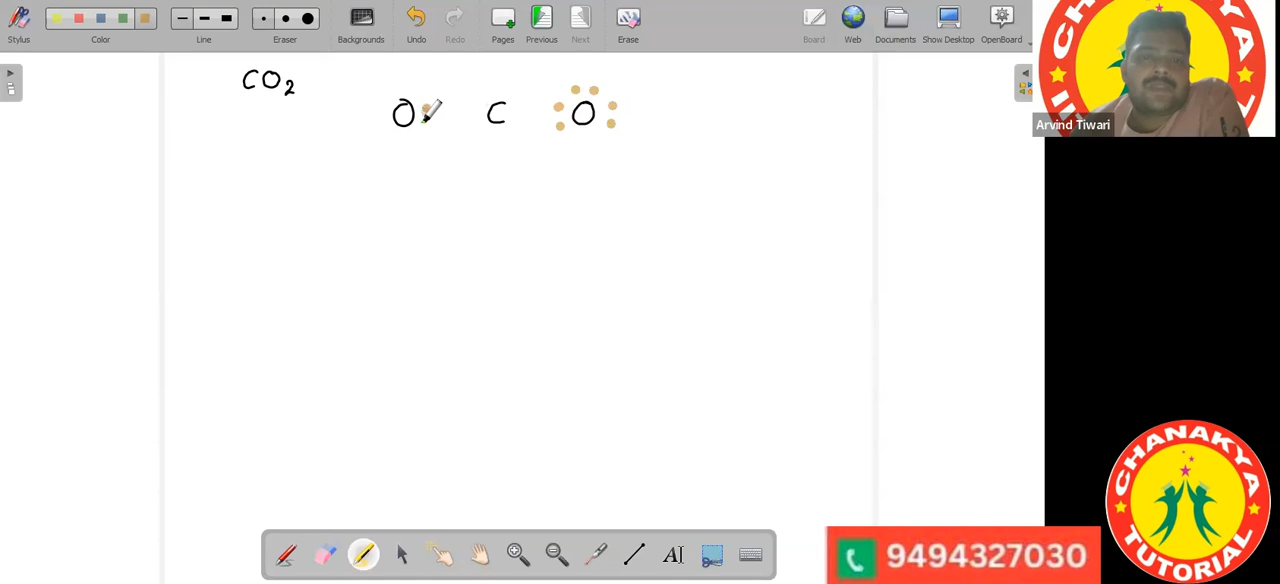 Stylus
Color
Line
Eraser
Backgrounds
Undo
Redo
Pages
Previous
Next
Erase
Board
Web
Documents
Show Desktop
OpenBoard
Arvind Tiwari
CO2
O C O
AI
CHANAKYA
TUTORIAL
9494327030